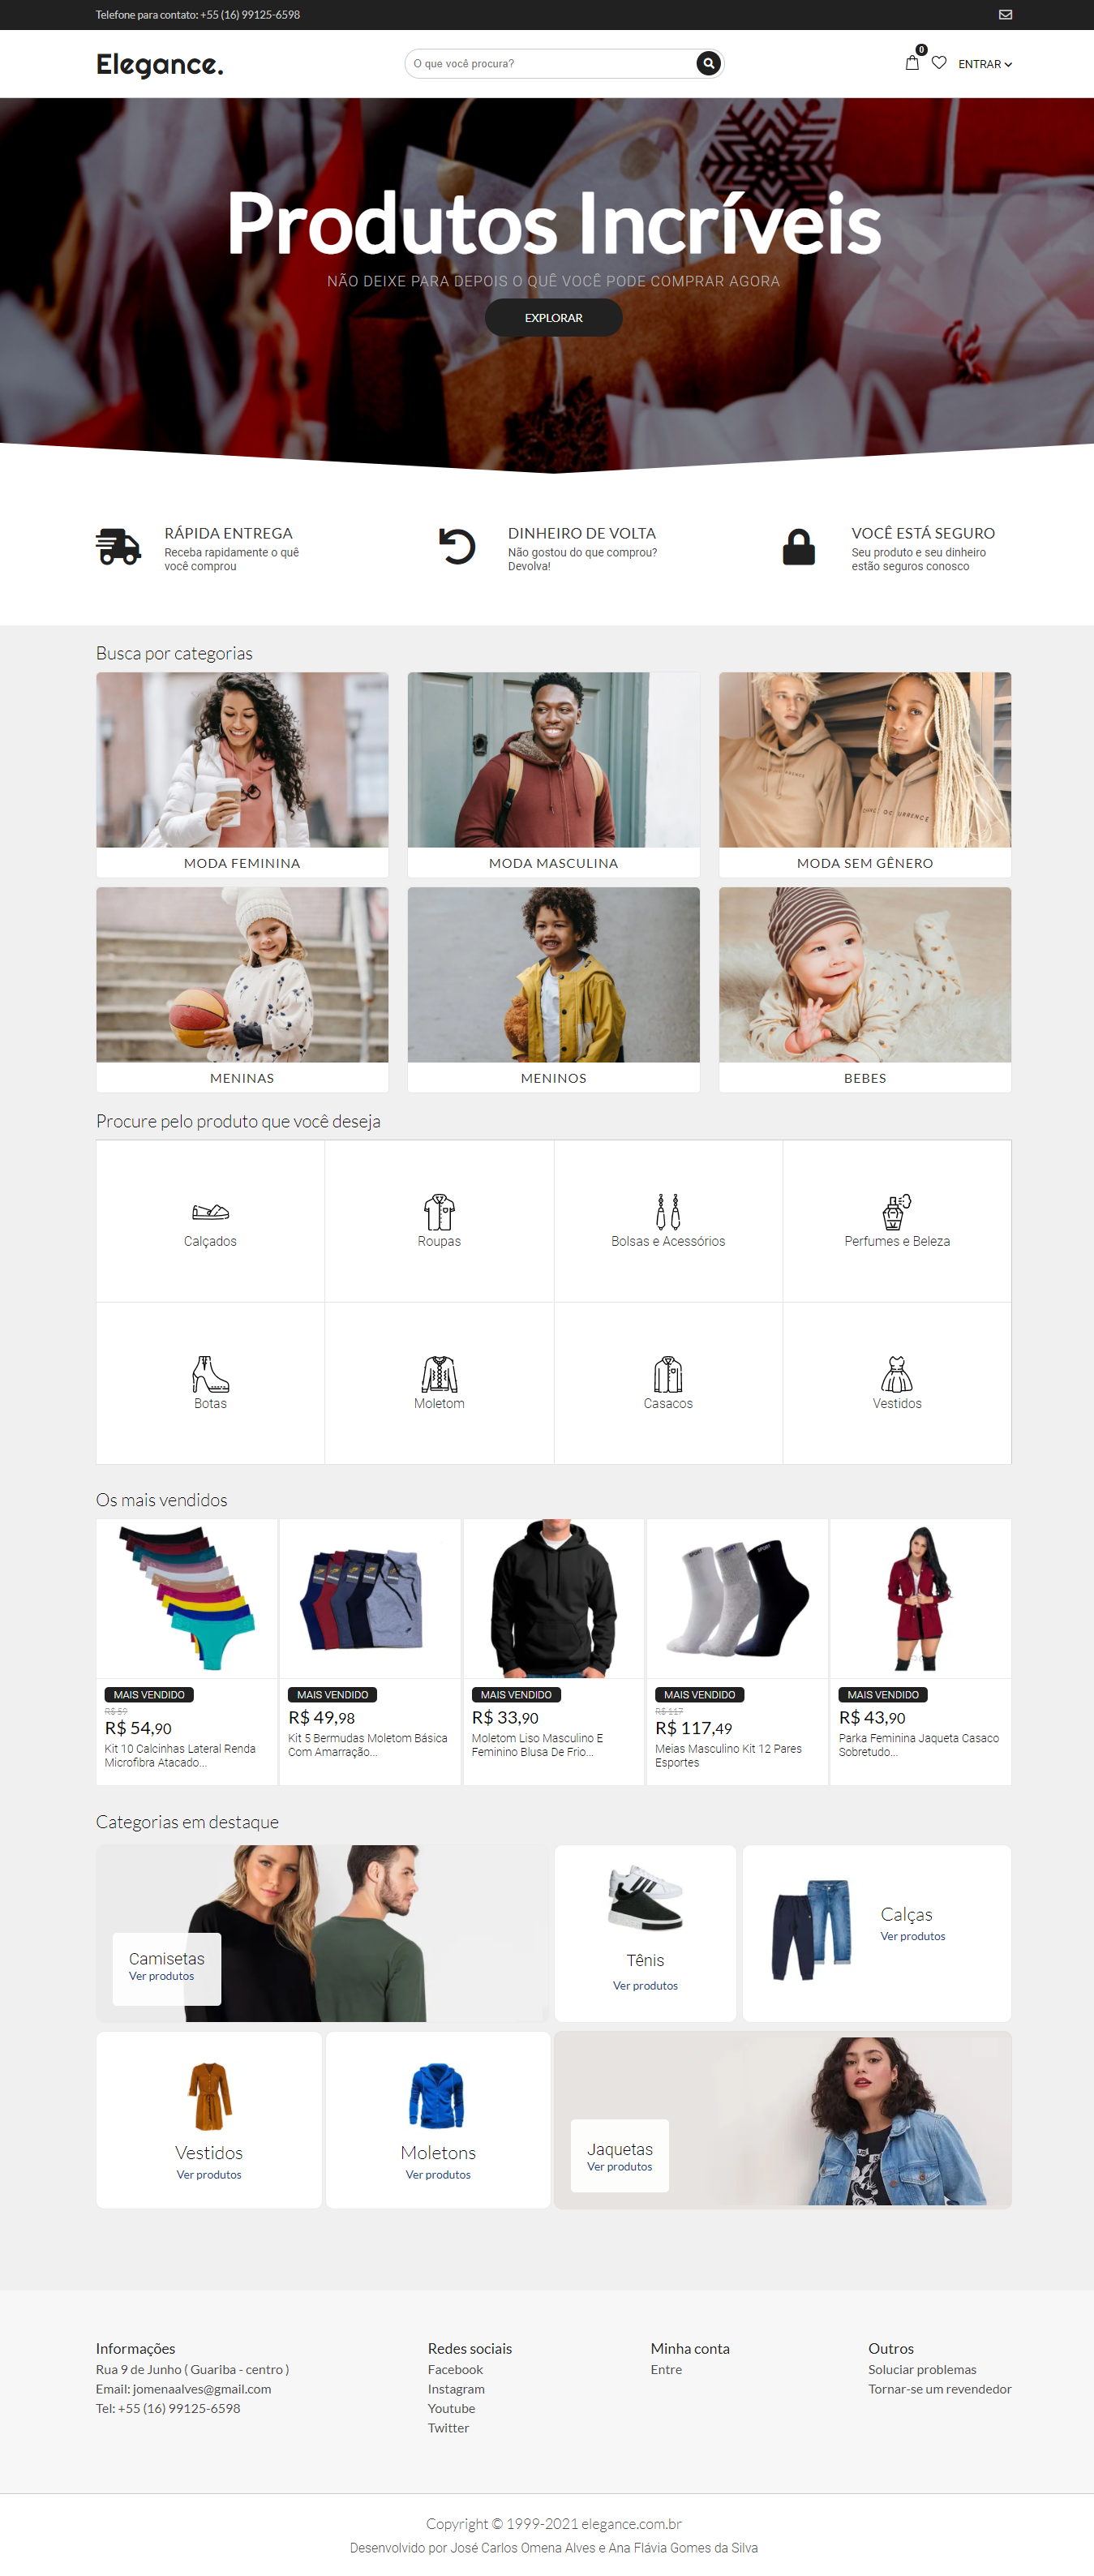 Telefone para contato: +55 (16) 99125-6598
Elegance.
O que você procura?
0
ENTRAR
Produtos Incríveis
NÃO DEIXE PARA DEPOIS O QUÊ VOCÊ PODE COMPRAR AGORA
EXPLORAR
RÁPIDA ENTREGA
Receba rapidamente o quê
você comprou
DINHEIRO DE VOLTA
Não gostou do que comprou?
Devolva!
VOCÊ ESTÁ SEGURO
Seu produto e seu dinheiro
estão seguros conosco
Busca por categorias
MODA FEMININA
MODA MASCULINA
MODA SEM GÊNERO
MENINAS
MENINOS
BEBES
Procure pelo produto que você deseja
Calçados
Roupas
Bolsas e Acessórios
Perfumes e Beleza
Botas
Moletom
Casacos
Vestidos
Os mais vendidos
SPORT
SPORT
SPORT
MAIS VENDIDO
R$ 59
R$ 54,90
Kit 10 Calcinhas Lateral Renda
Microfibra Atacado...
MAIS VENDIDO
R$ 49,98
Kit 5 Bermudas Moletom Básica
Com Amarração...
MAIS VENDIDO
R$ 33,90
Moletom Liso Masculino E
Feminino Blusa De Frio...
MAIS VENDIDO
R$ 117
R$ 117,49
Meias Masculino Kit 12 Pares
Esportes
MAIS VENDIDO
R$ 43,90
Parka Feminina Jaqueta Casaco
Sobretudo...
Categorias em destaque
Camisetas
Ver produtos
Tênis
Ver produtos
Calças
Ver produtos
Vestidos
Ver produtos
Moletons
Ver produtos
Jaquetas
Ver produtos
Informações
Rua 9 de Junho ( Guariba - centro )
Email: jomenaalves@gmail.com
Tel: +55 (16) 99125-6598
Redes sociais
Facebook
Instagram
Youtube
Twitter
Minha conta
Entre
Outros
Soluciar problemas
Tornar-se um revendedor
Copyright © 1999-2021 elegance.com.br
Desenvolvido por José Carlos Omena Alves e Ana Flávia Gomes da Silva